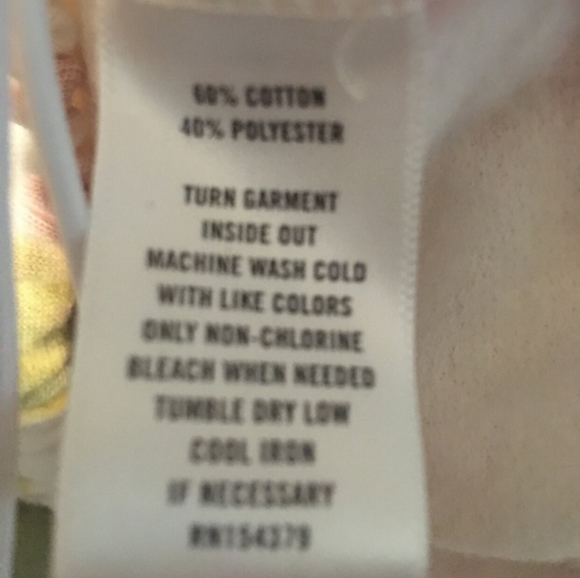 60% COTTON
40% POLYESTER
TURN GARMENT
INSIDE OUT
MACHINE WASH COLD
WITH LIKE COLORS
ONLY NON-CHLORINE
BLEACH WHEN NEEDED
TUMBLE DRY LOW
COOL IRON
IF NECESSARY
RN154379